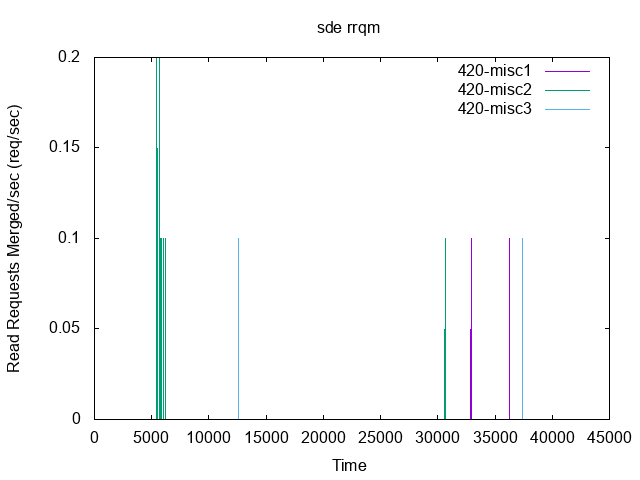 sde rrqm
420-misc1
420-misc2
420-misc3
Read Requests Merged/sec (req/sec)
0.2
0.15
0.1
0.05
0
0 5000 10000 15000 20000 25000 30000 35000 40000 45000
Time